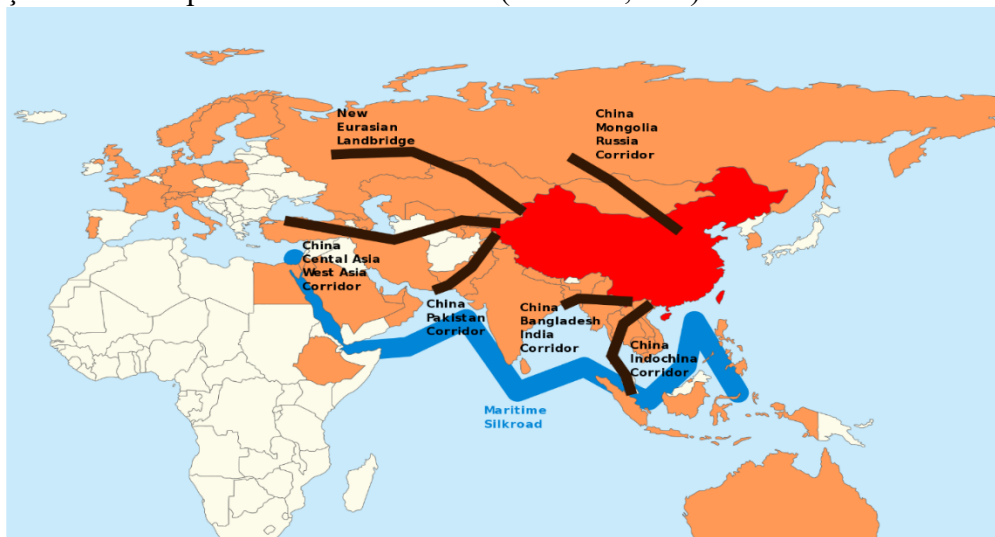 New
Eurasian
Landbridge
China
Mongolia
Russia
Corridor
China
Cental Asia
West Asia
Corridor
China
Pakistan
Corridor
China
Bangladesh
India
Corridor
China
Indochina
Corridor
Maritime
Silkroad